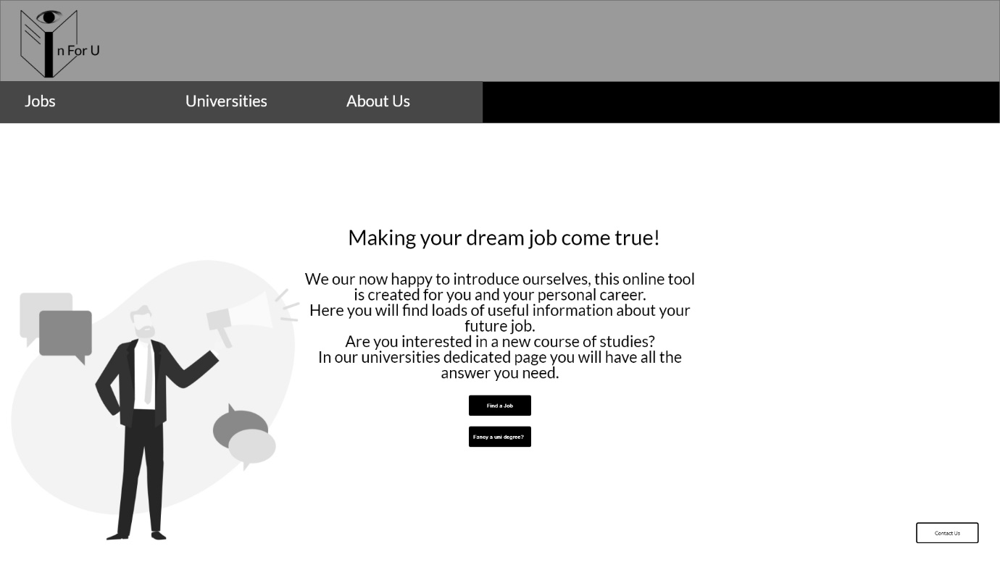 In For U
Jobs Universities About Us
Making your dream job come true!
We our now happy to introduce ourselves, this online tool
is created for you and your personal career.
Here you will find loads of useful information about your
future job.
Are you interested in a new course of studies?
In our universities dedicated page you will have all the
answer you need.
Find a Job
Fancy a uni degree?
Contact Us